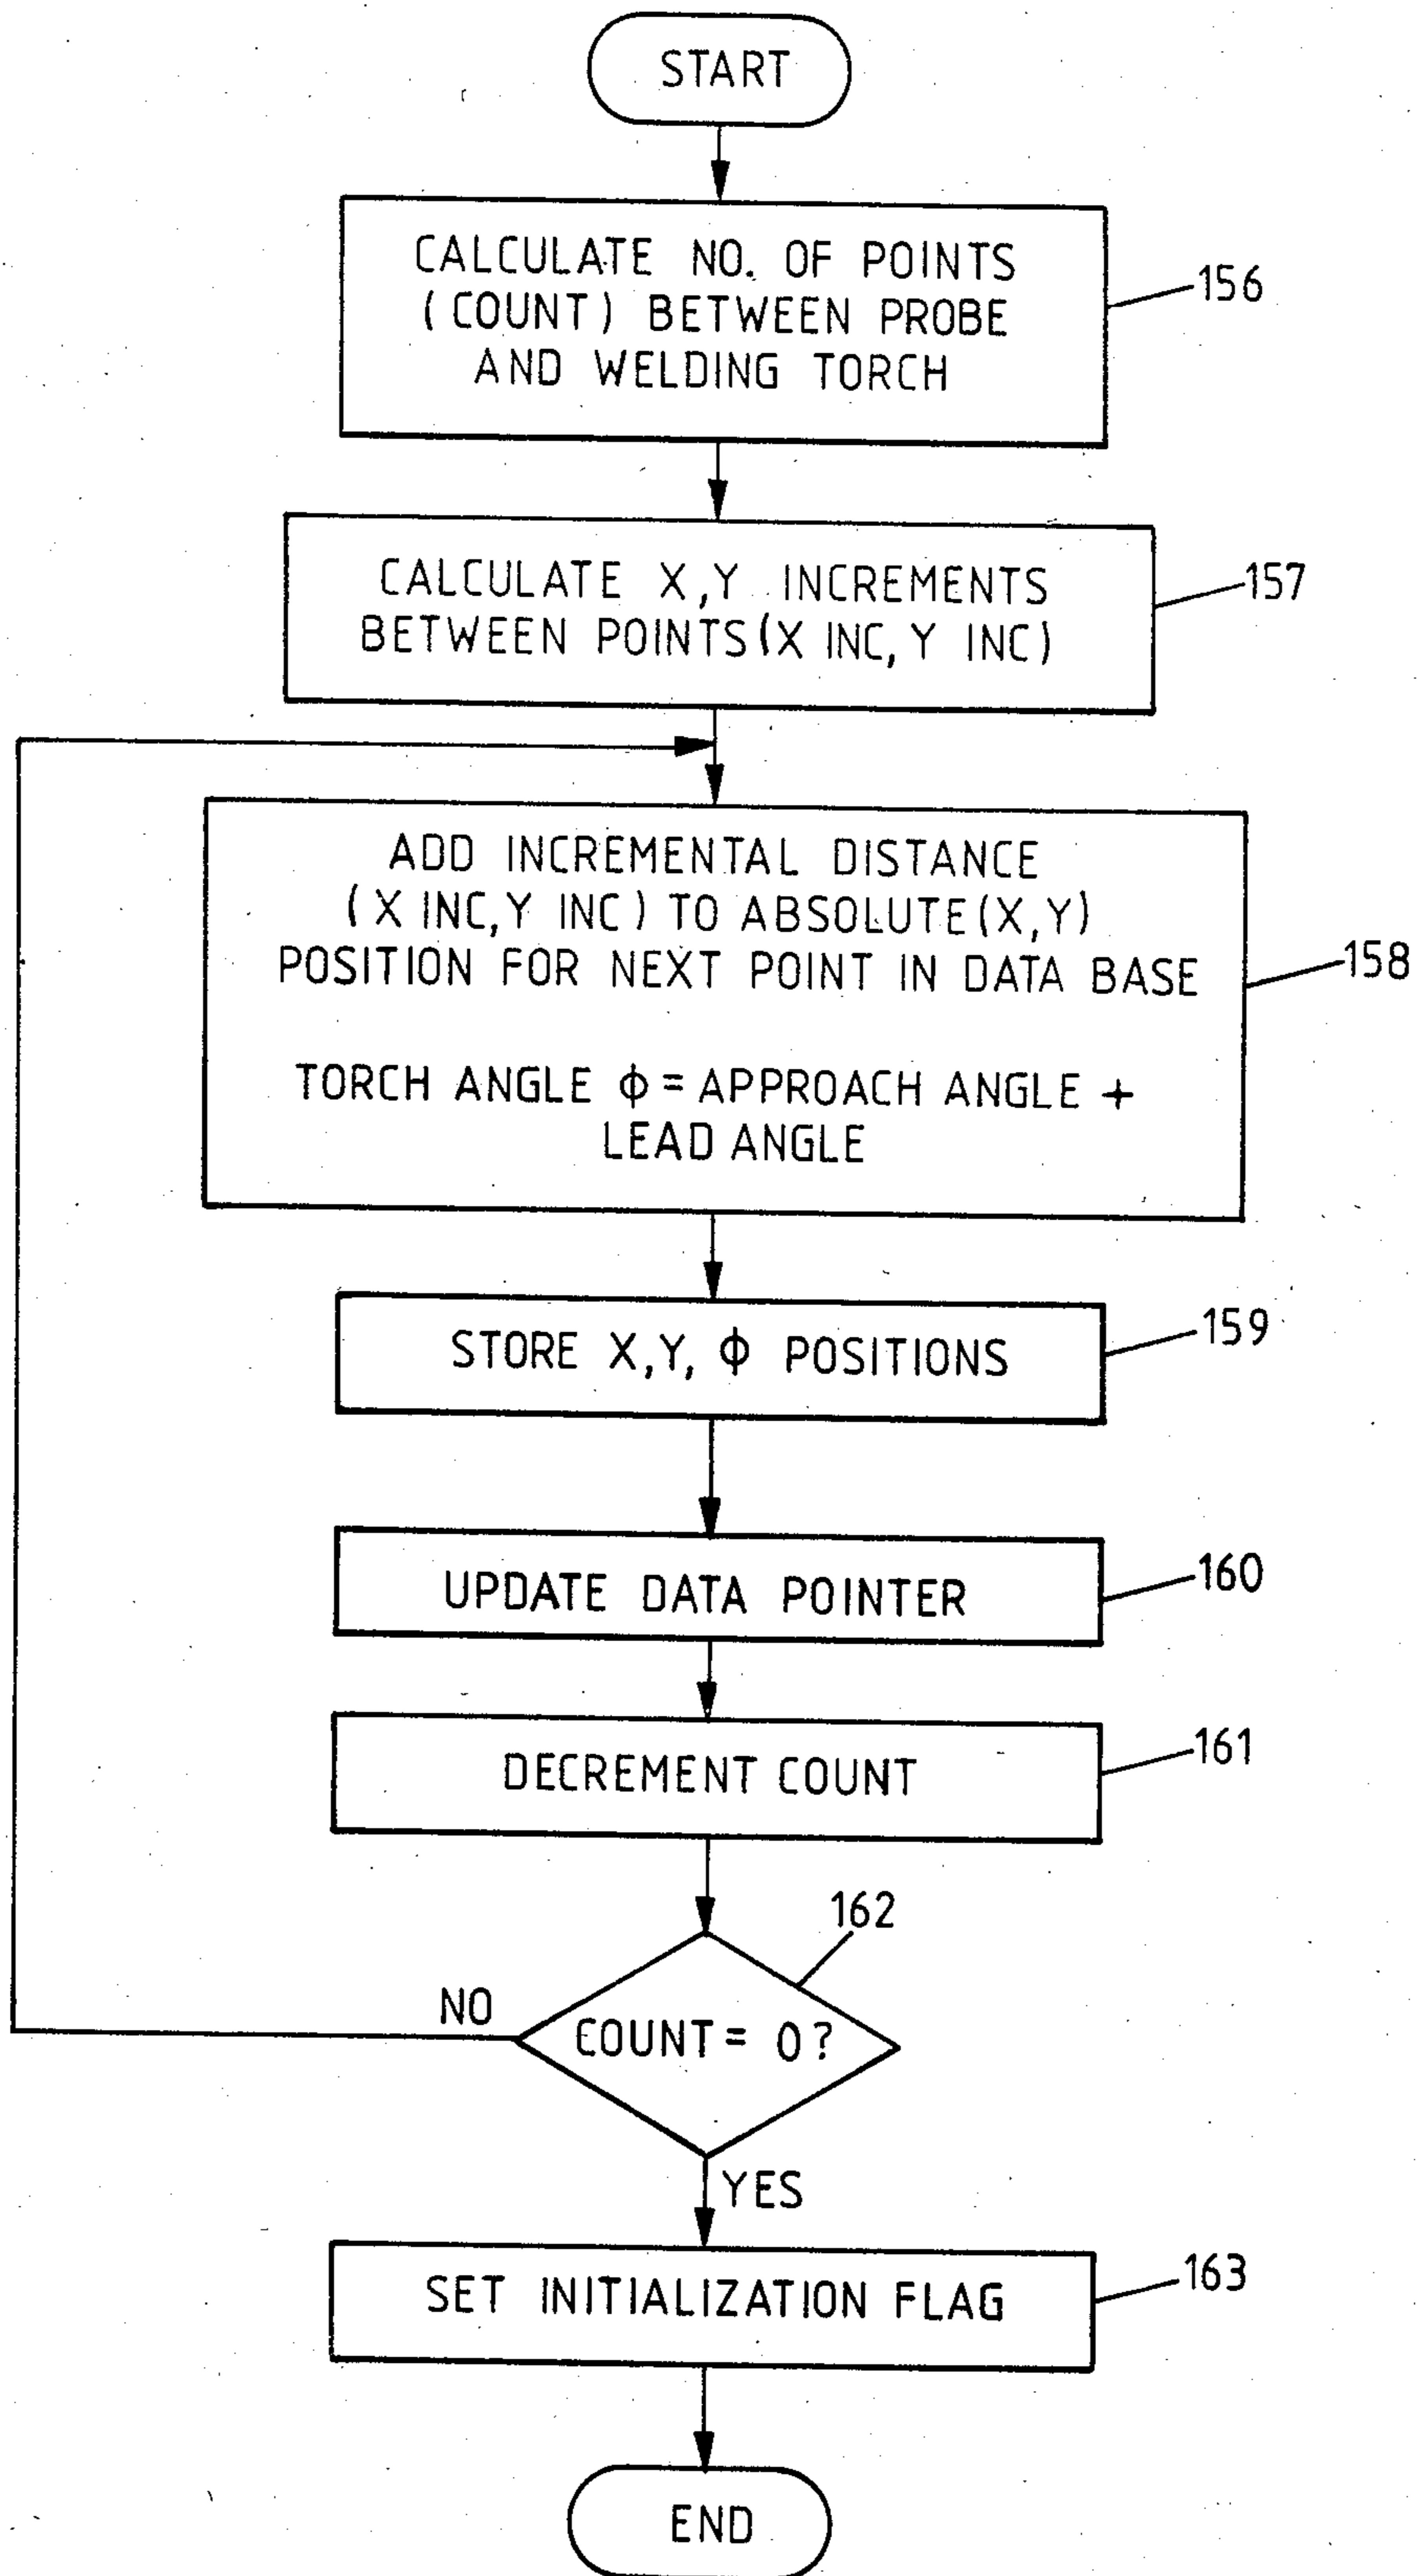 START
CALCULATE NO. OF POINTS
(COUNT) BETWEEN PROBE
AND WELDING TORCH
156
CALCULATE X,Y INCREMENTS
BETWEEN POINTS(X INC, Y INC)
157
ADD INCREMENTAL DISTANCE
(X INC, Y INC) TO ABSOLUTE (X,Y)
POSITION FOR NEXT POINT IN DATA BASE
158
TORCH ANGLE Φ = APPROACH ANGLE +
LEAD ANGLE
STORE X,Y, Φ POSITIONS
159
UPDATE DATA POINTER
160
DECREMENT COUNT
161
162
NO
COUNT = 0?
YES
SET INITIALIZATION FLAG
163
END